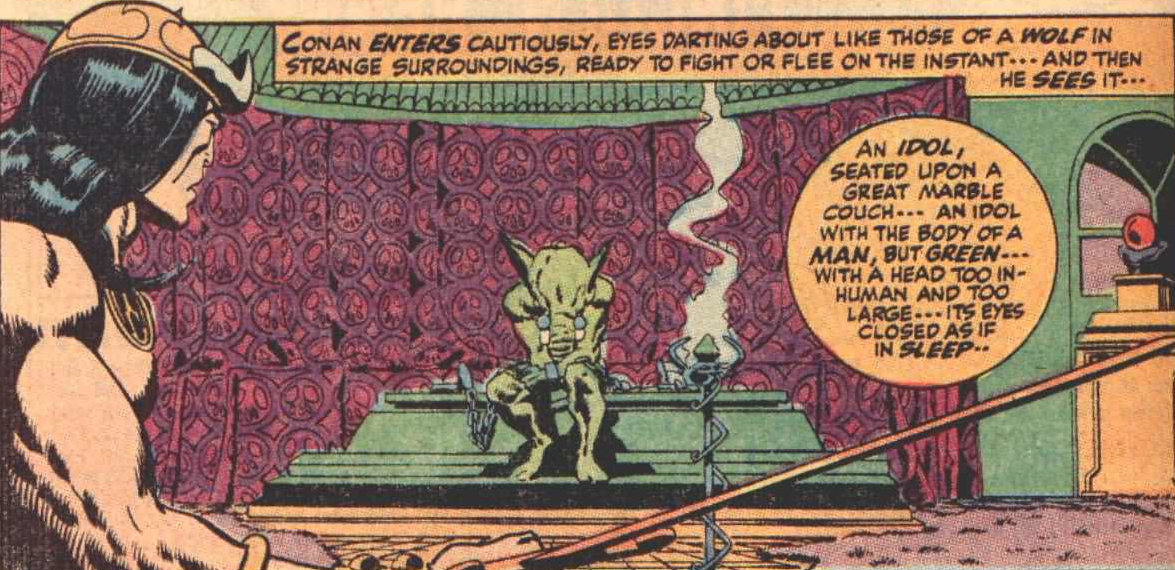 CONAN ENTERS CAUTIOUSLY, EYES DARTING ABOUT LIKE THOSE OF A WOLF IN
STRANGE SURROUNDINGS, READY TO FIGHT OR FLEE ON THE INSTANT... AND THEN
HE SEES IT...
AN IDOL,
SEATED UPON A
GREAT MARBLE
COUCH... AN IDOL
WITH THE BODY OF A
MAN, BUT GREEN...
WITH A HEAD TOO IN-
HUMAN AND TOO
LARGE... ITS EYES
CLOSED AS IF
IN SLEEP..